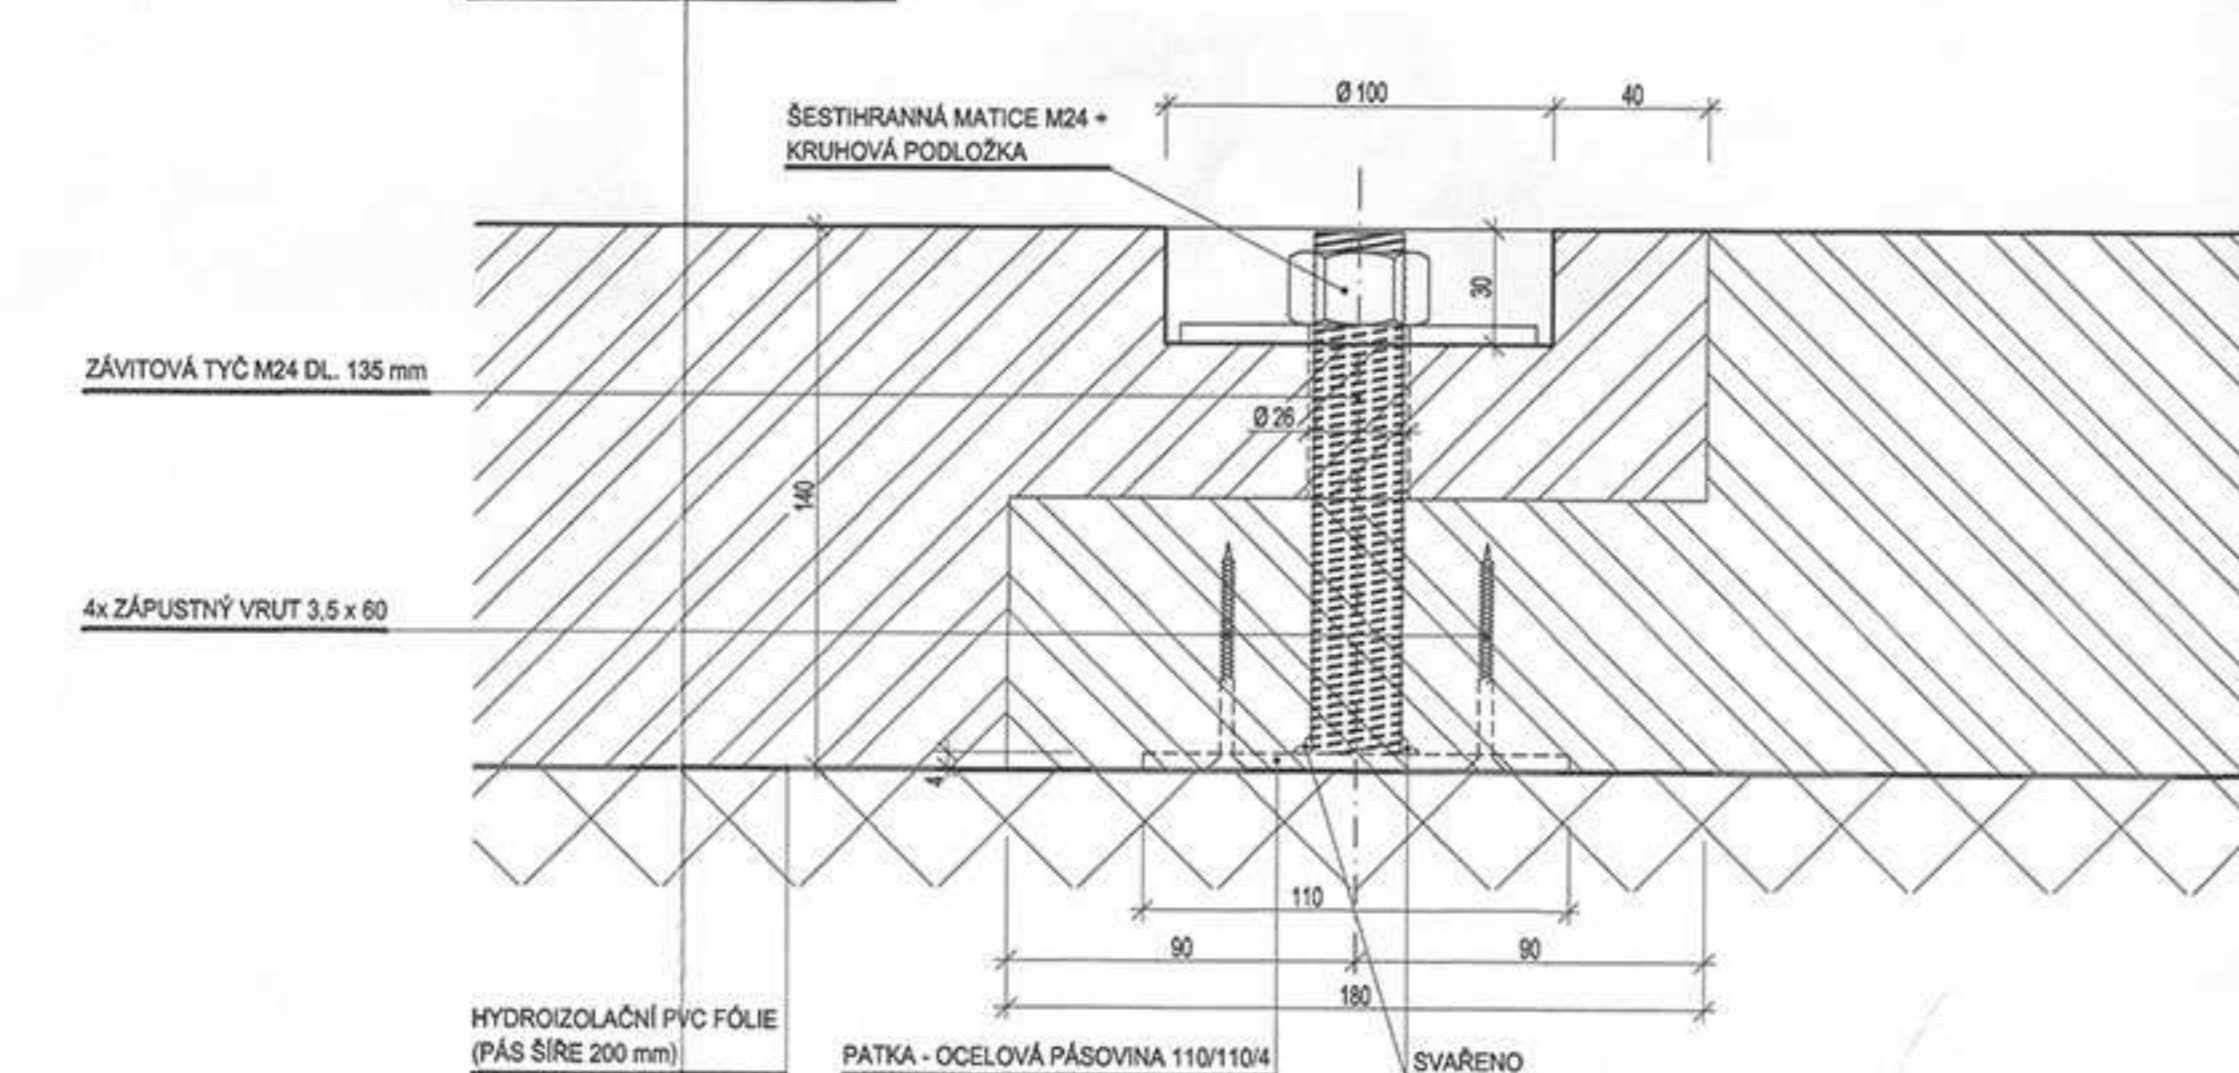 Ø 100
40
ŠESTIHRANNÁ MATICE M24 +
KRUHOVÁ PODLOŽKA
30
ZÁVITOVÁ TYČ M24 DL. 135 mm
Ø 26
140
4x ZÁPUSTNÝ VRUT 3,5 x 60
4
110
90
90
180
HYDROIZOLAČNÍ PVC FÓLIE
(PÁS ŠÍŘE 200 mm)
PATKA - OCELOVÁ PÁSOVINA 110/110/4
SVAŘENO